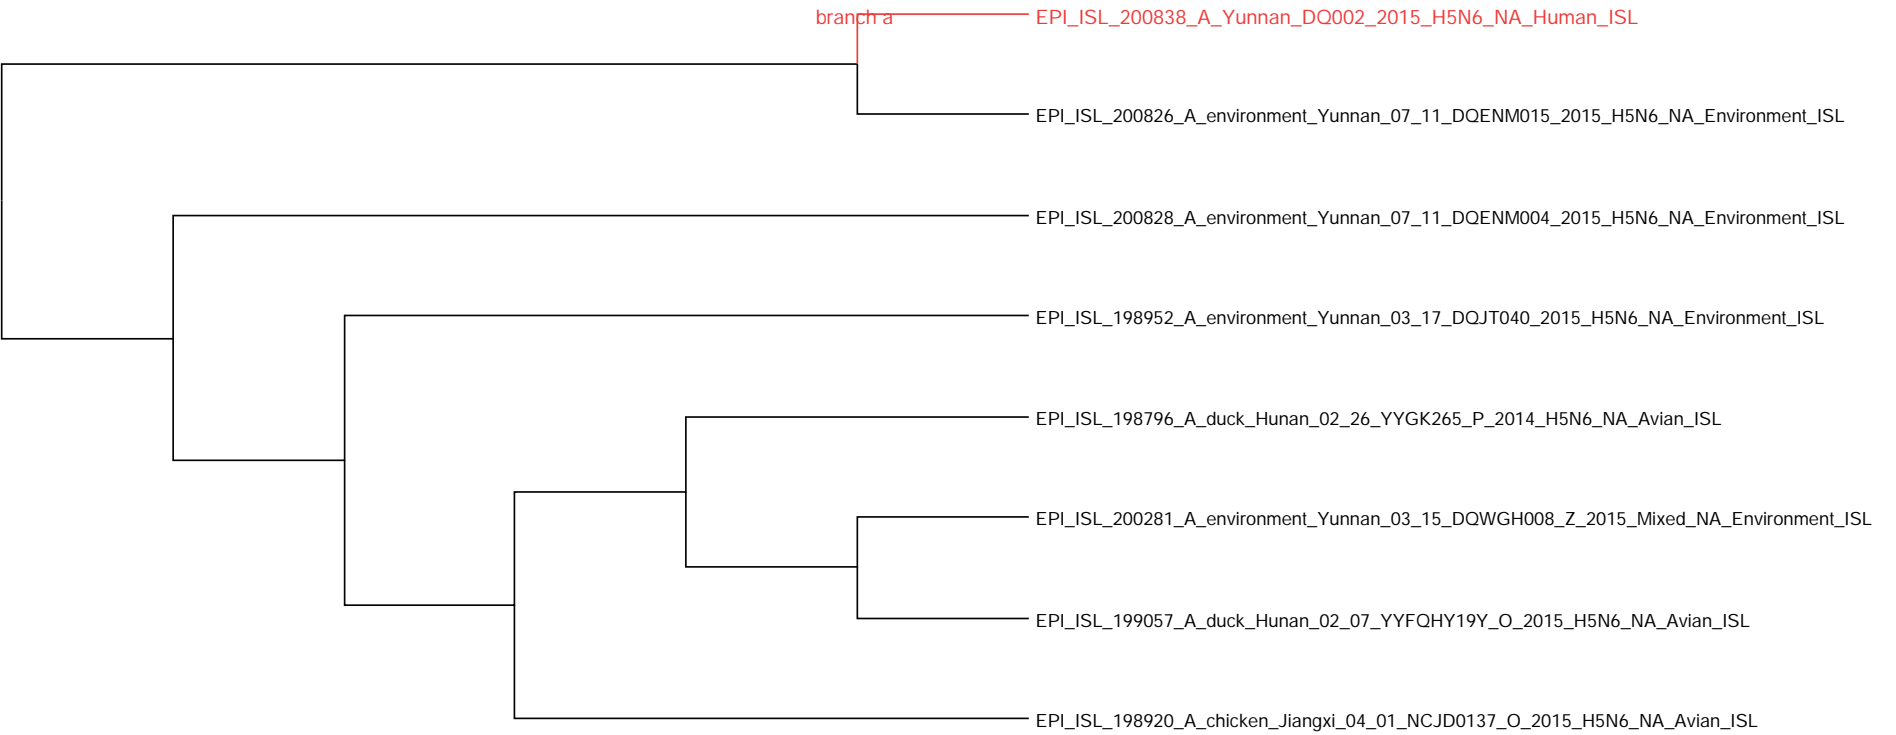 branch a
EPI_ISL_200838_A_Yunnan_DQ002_2015_H5N6_NA_Human_ISL
EPI_ISL_200826_A_environment_Yunnan_07_11_DQENM015_2015_H5N6_NA_Environment_ISL
EPI_ISL_200828_A_environment_Yunnan_07_11_DQENM004_2015_H5N6_NA_Environment_ISL
EPI_ISL_198952_A_environment_Yunnan_03_17_DQJT040_2015_H5N6_NA_Environment_ISL
EPI_ISL_198796_A_duck_Hunan_02_26_YYGK265_P_2014_H5N6_NA_Avian_ISL
EPI_ISL_200281_A_environment_Yunnan_03_15_DQWGH008_Z_2015_Mixed_NA_Environment_ISL
EPI_ISL_199057_A_duck_Hunan_02_07_YYFQHY19Y_O_2015_H5N6_NA_Avian_ISL
EPI_ISL_198920_A_chicken_Jiangxi_04_01_NCJD0137_O_2015_H5N6_NA_Avian_ISL